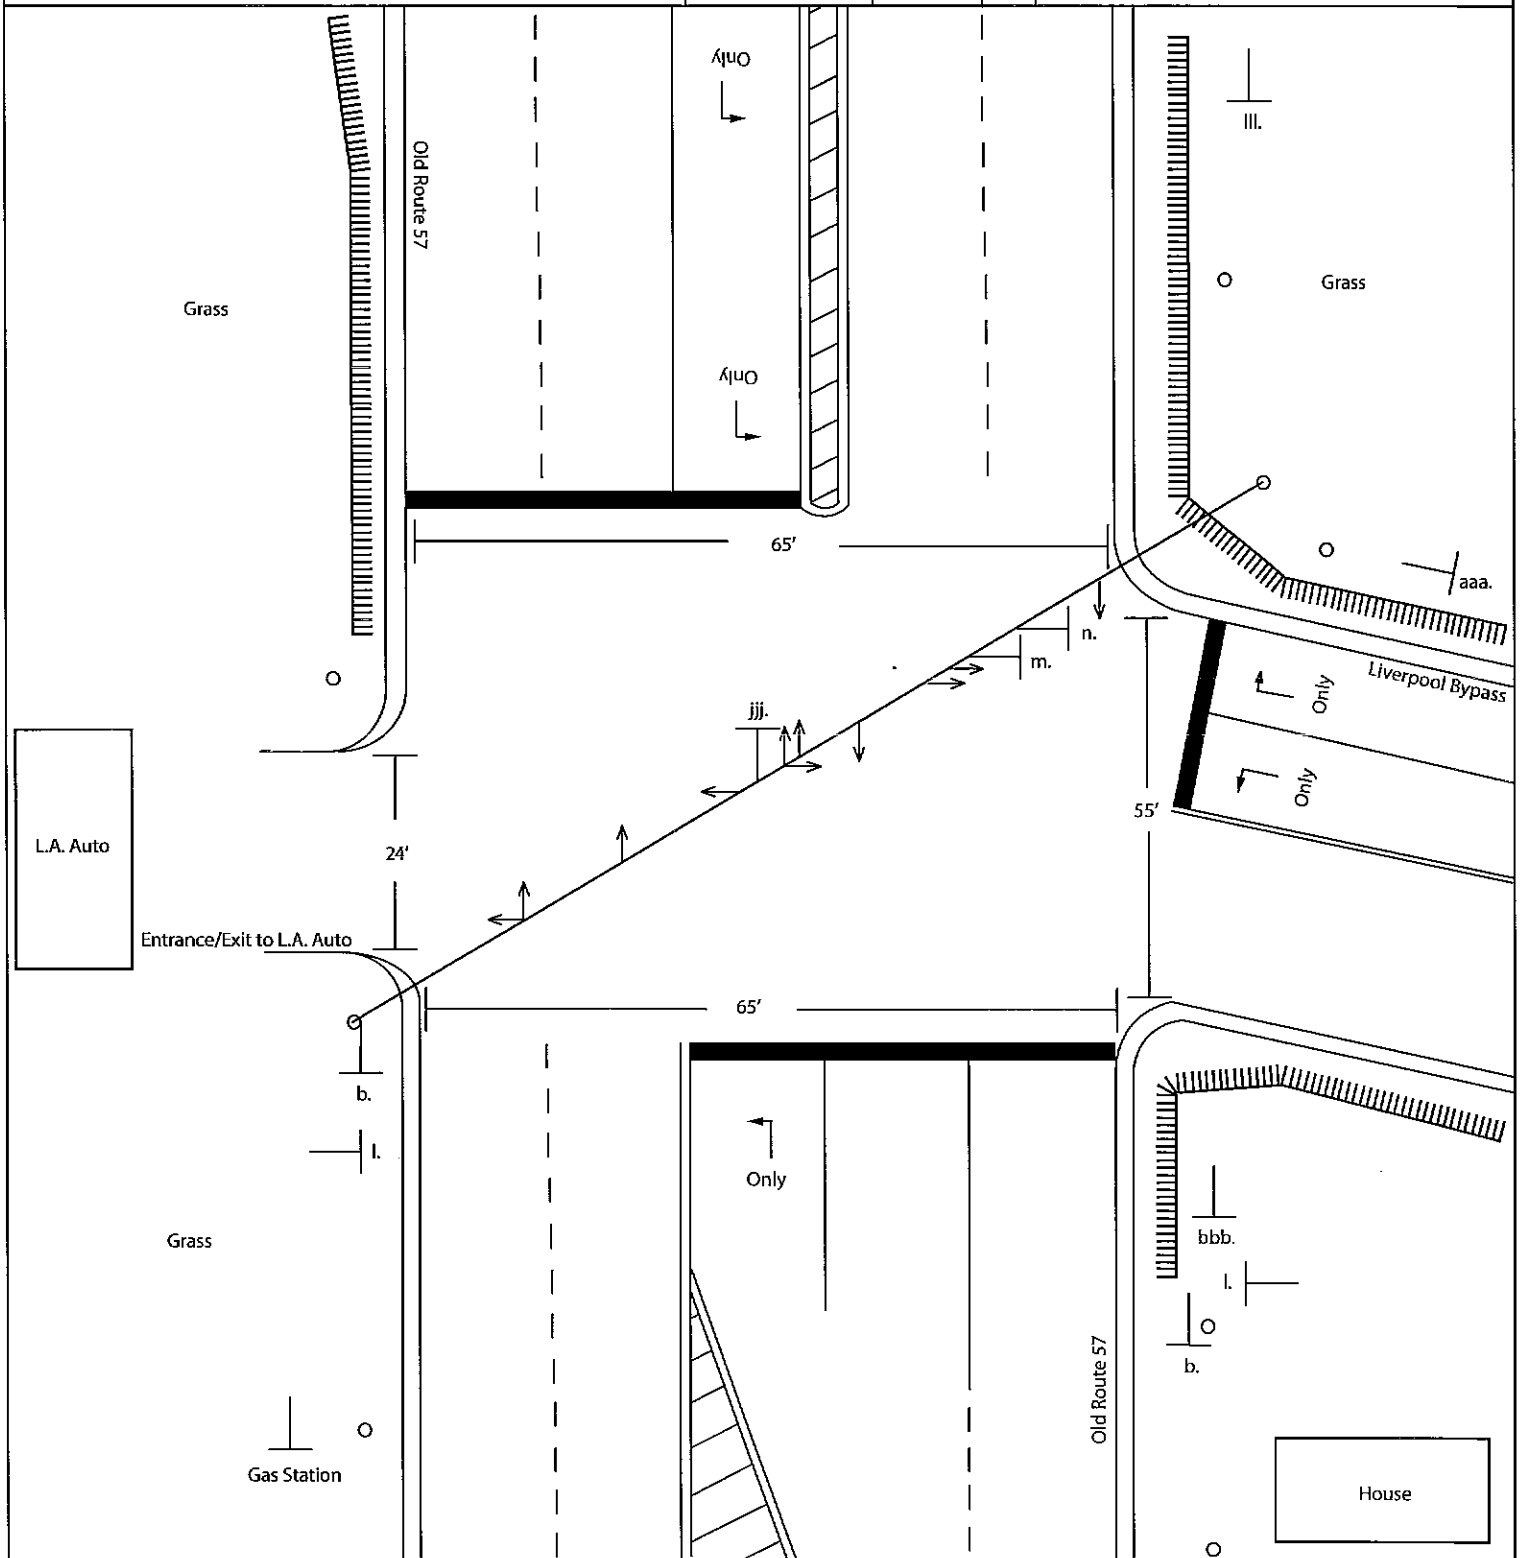 Only
lll.
Old Route 57
Grass
Grass
Only
65'
aaa.
n.
m.
Liverpool Bypass
Only
jjj.
Only
55'
L.A. Auto
24'
Entrance/Exit to L.A. Auto
65'
b.
l.
Only
Grass
bbb.
l.
b.
Old Route 57
Gas Station
House